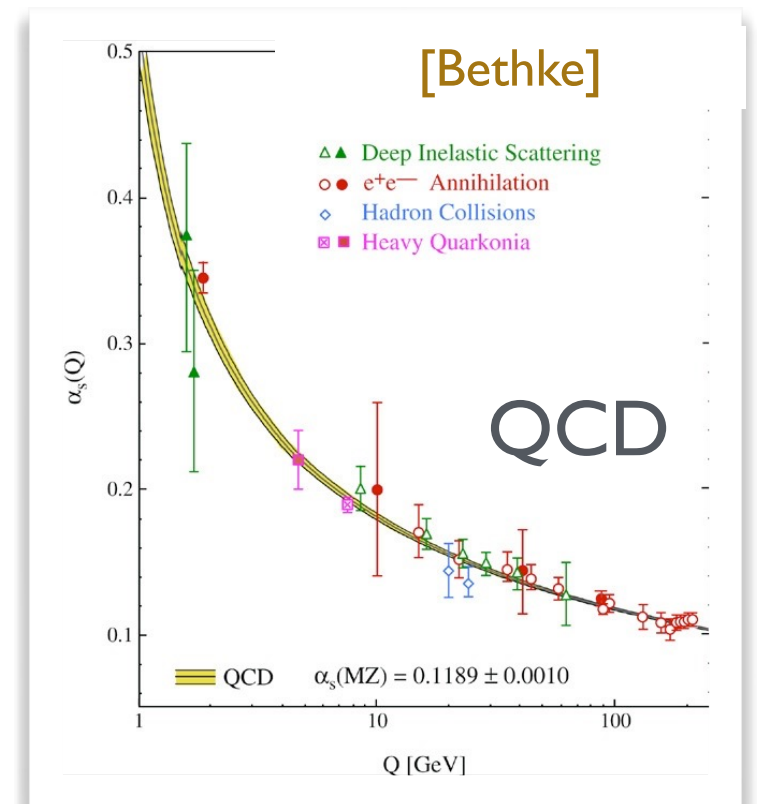 [Bethke]
0.5
0.4
0.3
0.2
0.1
αs(Q)
Deep Inelastic Scattering
e+e— Annihilation
Hadron Collisions
Heavy Quarkonia
QCD
QCD αs(MZ) = 0.1189 ± 0.0010
1 10 100
Q [GeV]